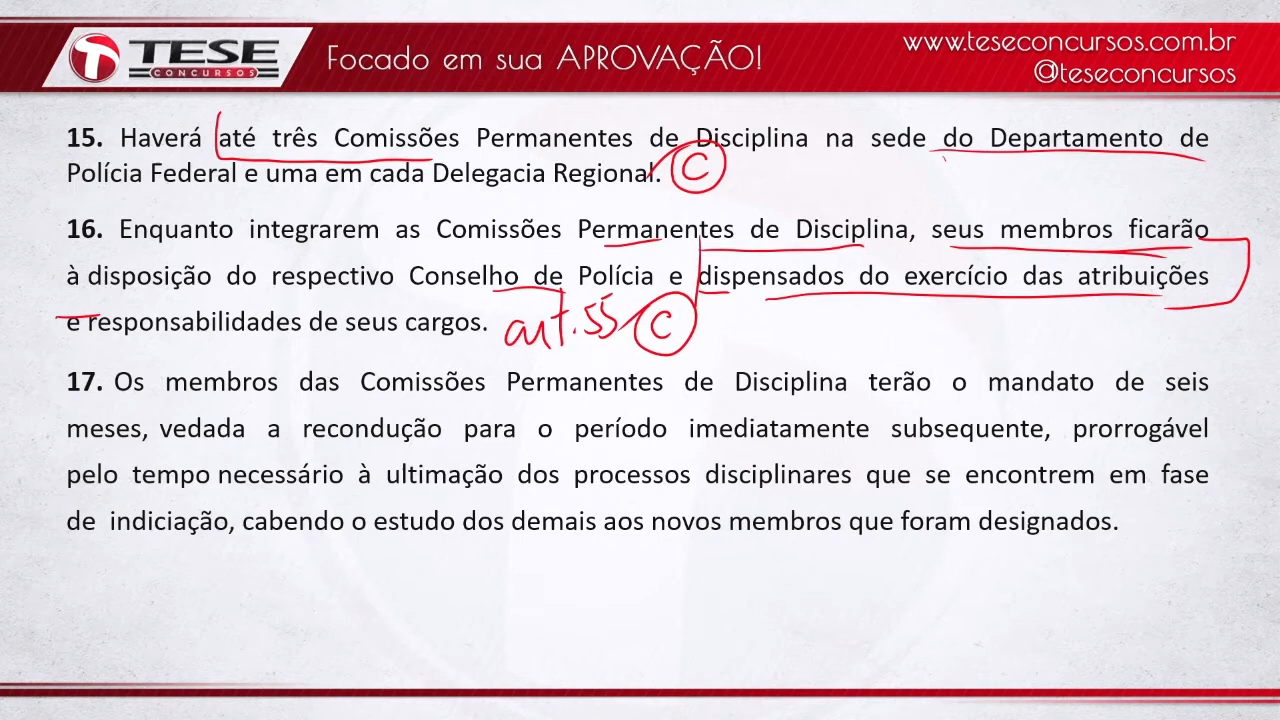 TESE
CONCURSOS
Focado em sua APROVAÇÃO!
www.teseconcursos.com.br
@teseconcursos
15. Haverá até três Comissões Permanentes de Disciplina na sede do Departamento de
Polícia Federal e uma em cada Delegacia Regional. C
16. Enquanto integrarem as Comissões Permanentes de Disciplina, seus membros ficarão
à disposição do respectivo Conselho de Polícia e dispensados do exercício das atribuições
e responsabilidades de seus cargos. art. 55 C
17. Os membros das Comissões Permanentes de Disciplina terão o mandato de seis
meses, vedada a recondução para o período imediatamente subsequente, prorrogável
pelo tempo necessário à ultimação dos processos disciplinares que se encontrem em fase
de indiciação, cabendo o estudo dos demais aos novos membros que foram designados.